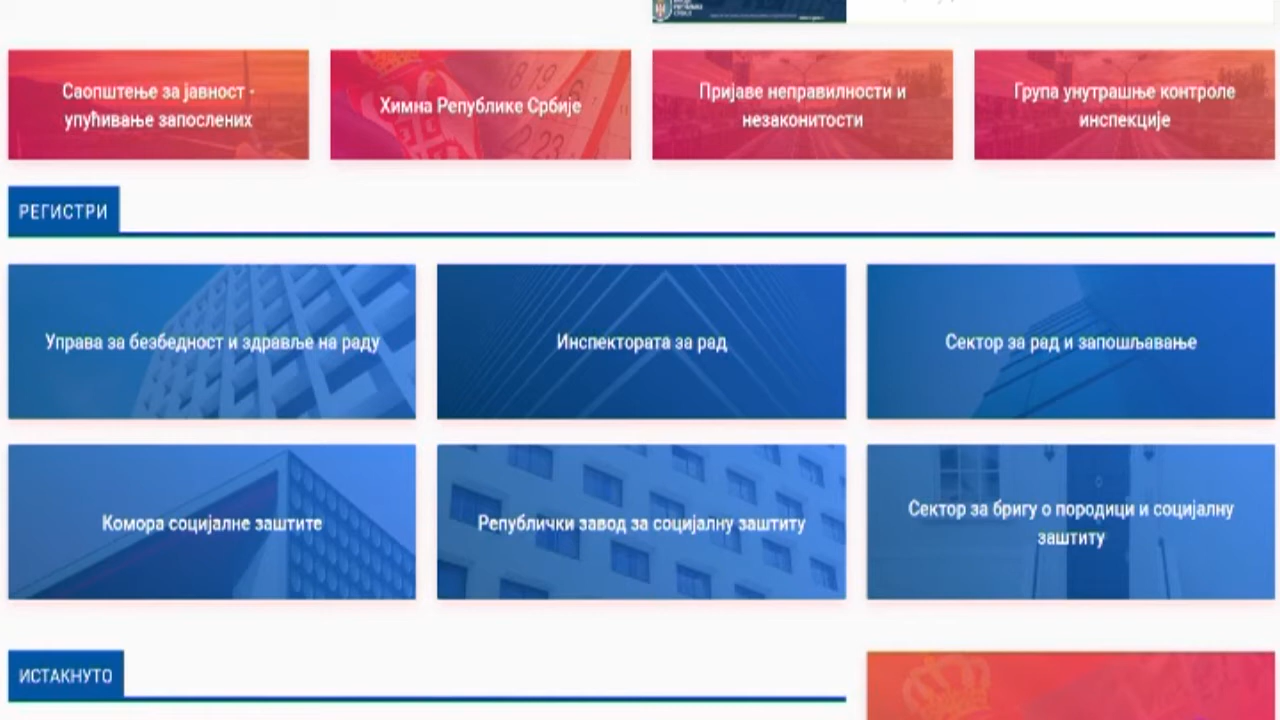 Саопштење за јавност -
упућивање запослених
Химна Републике Србије
Пријаве неправилности и
незаконитости
Група унутрашње контроле
инспекције
РЕГИСТРИ
Управа за безбедност и здравље на раду
Инспектората за рад
Сектор за рад и запошљавање
Комора социјалне заштите
Републички завод за социјалну заштиту
Сектор за бригу о породици и социјалну
заштиту
ИСТАКНУТО